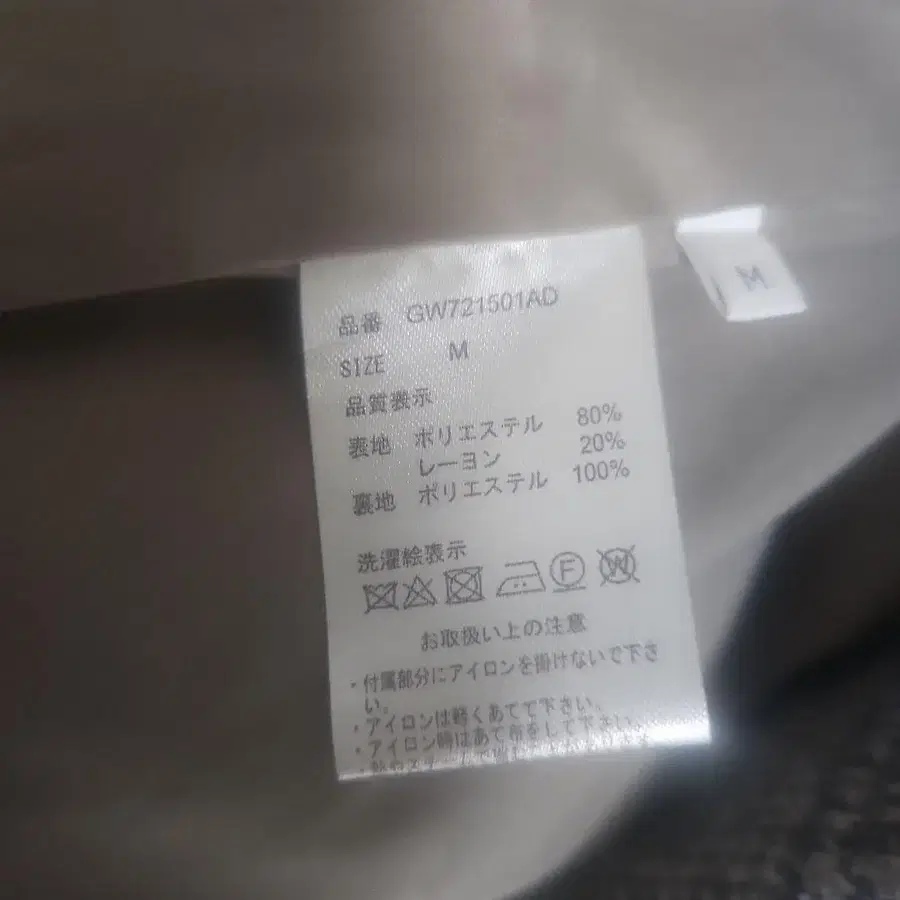 品番 GW721501AD
SIZE M
品質表示
表地 ポリエステル 80%
レーヨン 20%
裏地 ポリエステル 100%
洗濯絵表示
F W
お取扱い上の注意
・付属部分にアイロンを掛けないで下さ
い。
・アイロンは軽くあてて下さい。
・アイロン時はあて布をして下さい。
M